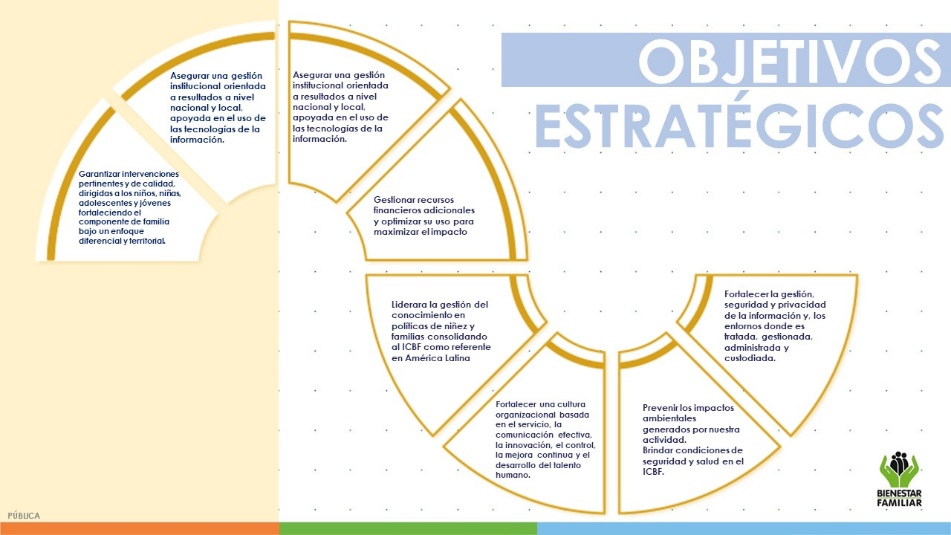 OBJETIVOS
ESTRATÉGICOS
Garantizar intervenciones
pertinentes y de calidad,
dirigidas a los niños, niñas,
adolescentes y jóvenes
fortaleciendo el
componente de familia
bajo un enfoque
diferencial y territorial.
Asegurar una gestión
institucional orientada
a resultados a nivel
nacional y local,
apoyada en el uso de
las tecnologías de la
información.
Asegurar una gestión
institucional orientada
a resultados a nivel
nacional y local,
apoyada en el uso de
las tecnologías de la
información.
Gestionar recursos
financieros adicionales
y optimizar su uso para
maximizar el impacto
Liderara la gestión del
conocimiento en
políticas de niñez y
familias consolidando
al ICBF como referente
en América Latina
Fortalecer una cultura
organizacional basada
en el servicio, la
comunicación efectiva,
la innovación, el control,
la mejora continua y el
desarrollo del talento
humano.
Prevenir los impactos
ambientales
generados por nuestra
actividad.
Brindar condiciones de
seguridad y salud en el
ICBF.
Fortalecer la gestión,
seguridad y privacidad
de la información y, los
entornos donde es
tratada, gestionada,
administrada y
custodiada.
BIENESTAR
FAMILIAR
PÚBLICA